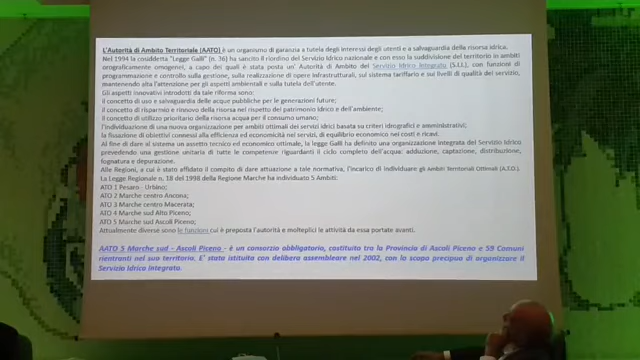 L'Autorità di Ambito Territoriale (AATO) è un organismo di garanzia a tutela degli interessi degli utenti e a salvaguardia della risorsa idrica.
Nel 1994 la cosiddetta "Legge Galli" (n. 36) ha sancito il riordino del Servizio Idrico nazionale e con esso la suddivisione del territorio in ambiti
orograficamente omogenei, a capo dei quali è stata posta un' Autorità di Ambito del Servizio Idrico Integrato (S.I.I.), con funzioni di
programmazione e controllo sulla gestione, sulla realizzazione di opere infrastrutturali, sul sistema tariffario e sui livelli di qualità del servizio,
mantenendo alta l'attenzione per gli aspetti ambientali e sulla tutela dell'utente.
Gli aspetti innovativi introdotti da tale riforma sono:
il concetto di uso e salvaguardia delle acque pubbliche per le generazioni future;
il concetto di risparmio e rinnovo della risorsa nel rispetto del patrimonio idrico e dell'ambiente;
il concetto di utilizzo prioritario della risorsa acqua per il consumo umano;
l'individuazione di una nuova organizzazione per ambiti ottimali dei servizi idrici basata su criteri idrografici e amministrativi;
la fissazione di obiettivi connessi alla efficienza ed economicità nei servizi, di equilibrio economico nei costi e ricavi.
Al fine di dare al sistema un assetto tecnico ed economico ottimale, la legge Galli ha definito una organizzazione integrata del Servizio Idrico
prevedendo una gestione unitaria di tutte le competenze riguardanti il ciclo completo dell'acqua: adduzione, captazione, distribuzione,
fognatura e depurazione.
Alle Regioni, a cui è stato affidato il compito di dare attuazione a tale normativa, l'incarico di individuare gli Ambiti Territoriali Ottimali (A.T.O.).
La Legge Regionale n. 18 del 1998 della Regione Marche ha individuato 5 Ambiti:
ATO 1 Pesaro - Urbino;
ATO 2 Marche centro Ancona;
ATO 3 Marche centro Macerata;
ATO 4 Marche sud Alto Piceno;
ATO 5 Marche sud Ascoli Piceno;
Attualmente diverse sono le funzioni cui è preposta l'autorità e molteplici le attività da essa portate avanti.
AATO 5 Marche sud - Ascoli Piceno - è un consorzio obbligatorio, costituito tra la Provincia di Ascoli Piceno e 59 Comuni
rientranti nel suo territorio. E' stata istituita con delibera assembleare nel 2002, con lo scopo precipuo di organizzare il
Servizio Idrico Integrato.